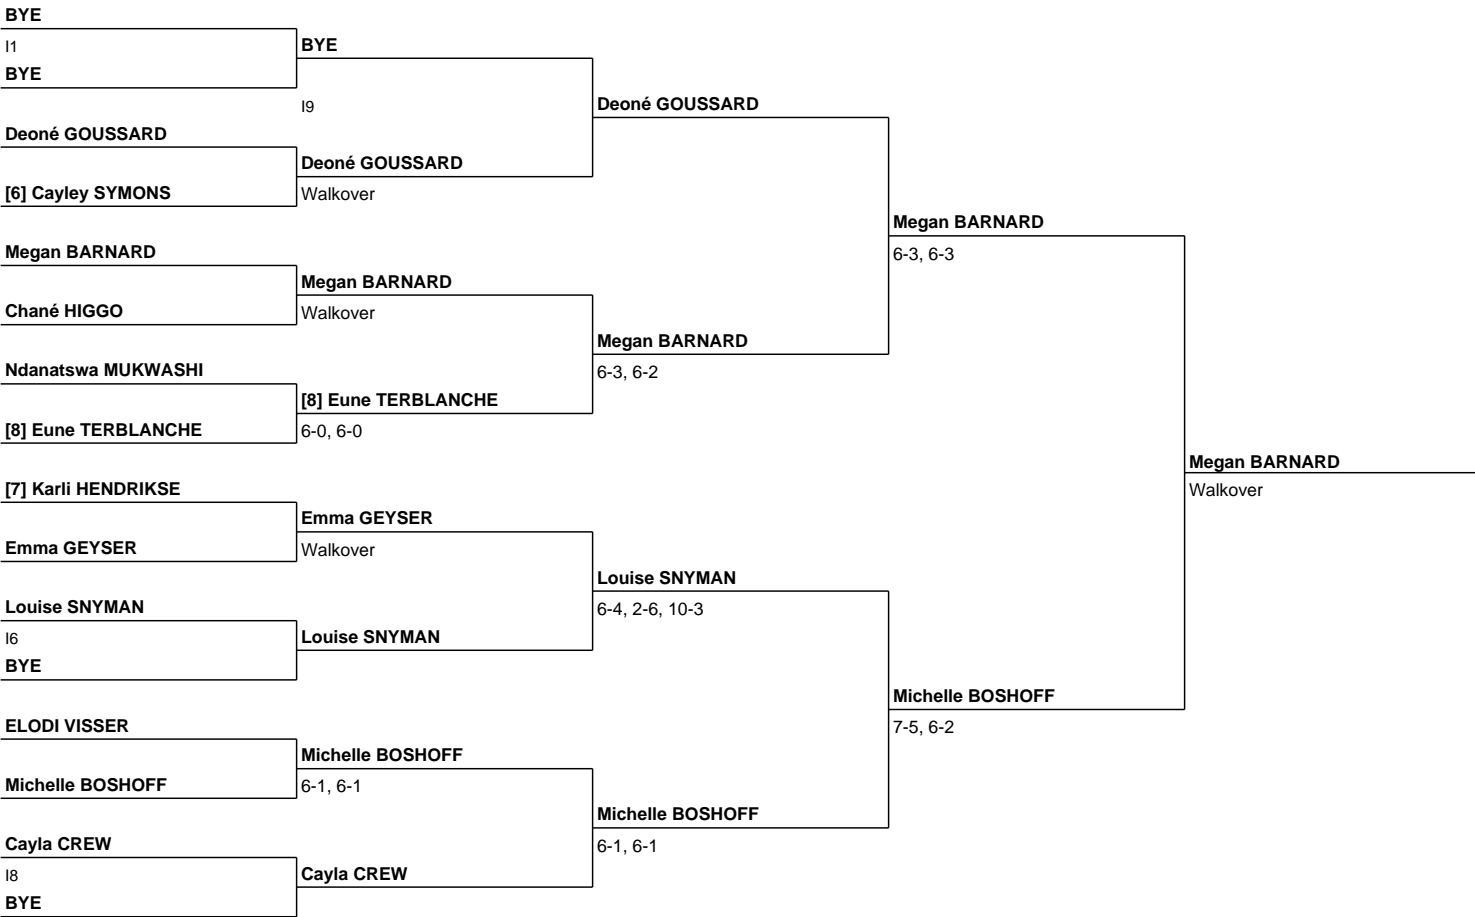 BYE
I1
BYE
BYE
I9
Deoné GOUSSARD
Deoné GOUSSARD
Deoné GOUSSARD
[6] Cayley SYMONS
Walkover
Megan BARNARD
6-3, 6-3
Megan BARNARD
Megan BARNARD
Chané HIGGO
Walkover
Megan BARNARD
6-3, 6-2
Ndanatswa MUKWASHI
[8] Eune TERBLANCHE
[8] Eune TERBLANCHE
6-0, 6-0
Megan BARNARD
Walkover
[7] Karli HENDRIKSE
Emma GEYSER
Emma GEYSER
Walkover
Louise SNYMAN
6-4, 2-6, 10-3
Louise SNYMAN
I6
Louise SNYMAN
BYE
Michelle BOSHOFF
7-5, 6-2
ELODI VISSER
Michelle BOSHOFF
Michelle BOSHOFF
6-1, 6-1
Michelle BOSHOFF
6-1, 6-1
Cayla CREW
I8
Cayla CREW
BYE